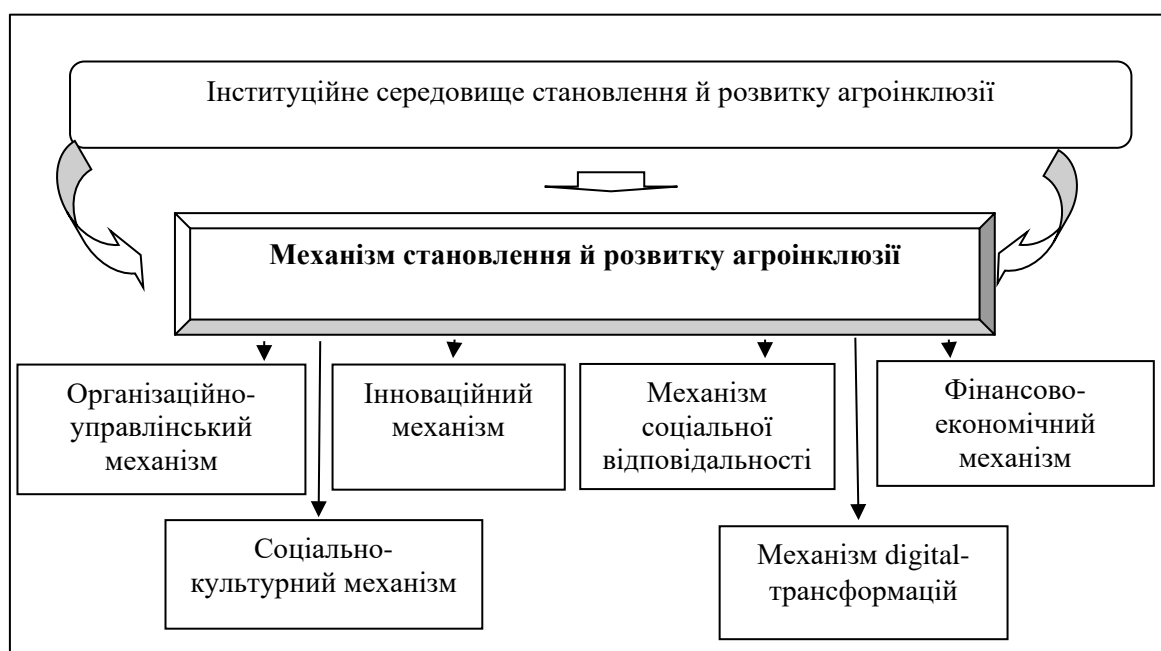 Інституційне середовище становлення й розвитку агроінклюзії
Механізм становлення й розвитку агроінклюзії
Організаційно-
управлінський
механізм
Інноваційний
механізм
Механізм
соціальної
відповідальності
Фінансово-
економічний
механізм
Соціально-
культурний механізм
Механізм digital-
трансформацій